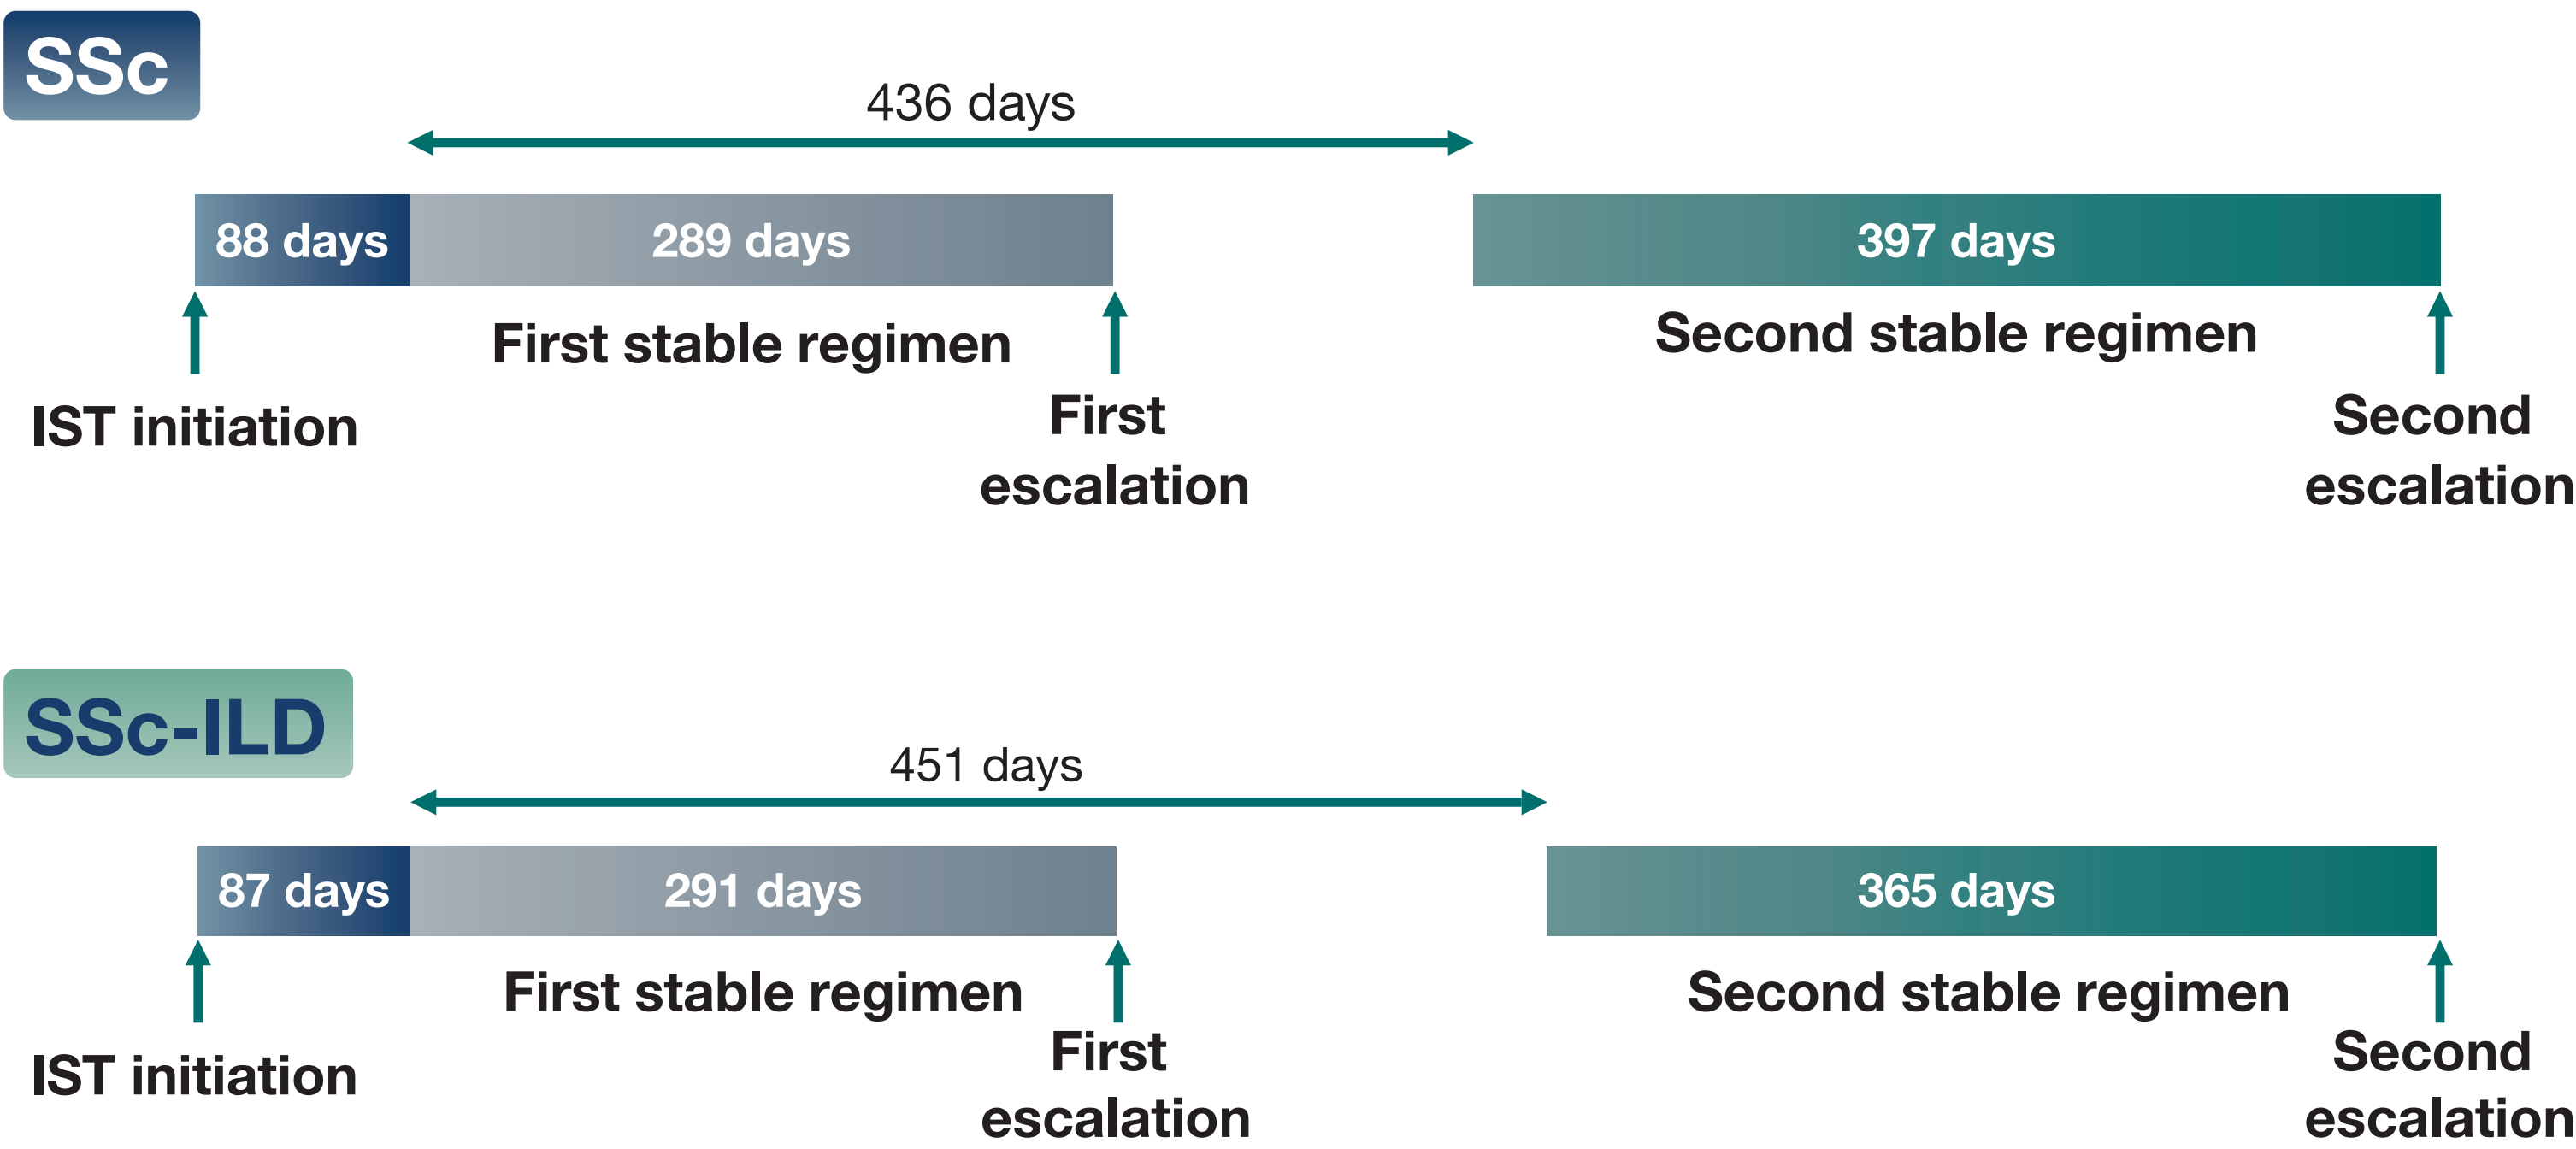 SSc
436 days
88 days
289 days
397 days
First stable regimen
Second stable regimen
IST initiation
First
escalation
Second
escalation
SSc-ILD
451 days
87 days
291 days
365 days
First stable regimen
Second stable regimen
IST initiation
First
escalation
Second
escalation